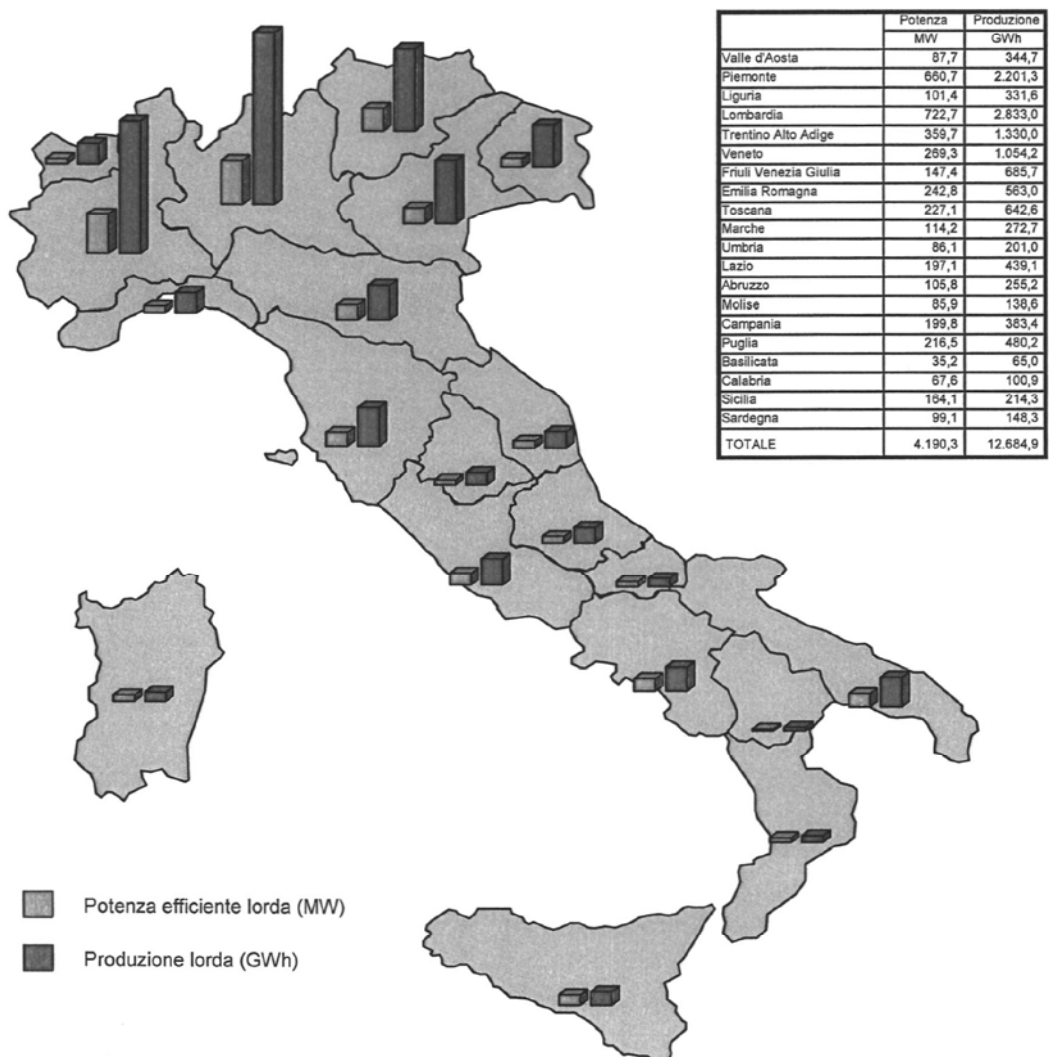 Potenza Produzione
MW GWh
Valle d'Aosta 87,7 344,7
Piemonte 660,7 2.201,3
Liguria 101,4 331,6
Lombardia 722,7 2.833,0
Trentino Alto Adige 359,7 1.330,0
Veneto 269,3 1.054,2
Friuli Venezia Giulia 147,4 685,7
Emilia Romagna 242,8 563,0
Toscana 227,1 642,6
Marche 114,2 272,7
Umbria 86,1 201,0
Lazio 197,1 439,1
Abruzzo 105,8 255,2
Molise 85,9 138,6
Campania 199,8 383,4
Puglia 216,5 480,2
Basilicata 35,2 65,0
Calabria 67,6 100,9
Sicilia 164,1 214,3
Sardegna 99,1 148,3
TOTALE 4.190,3 12.684,9
Potenza efficiente lorda (MW)
Produzione lorda (GWh)